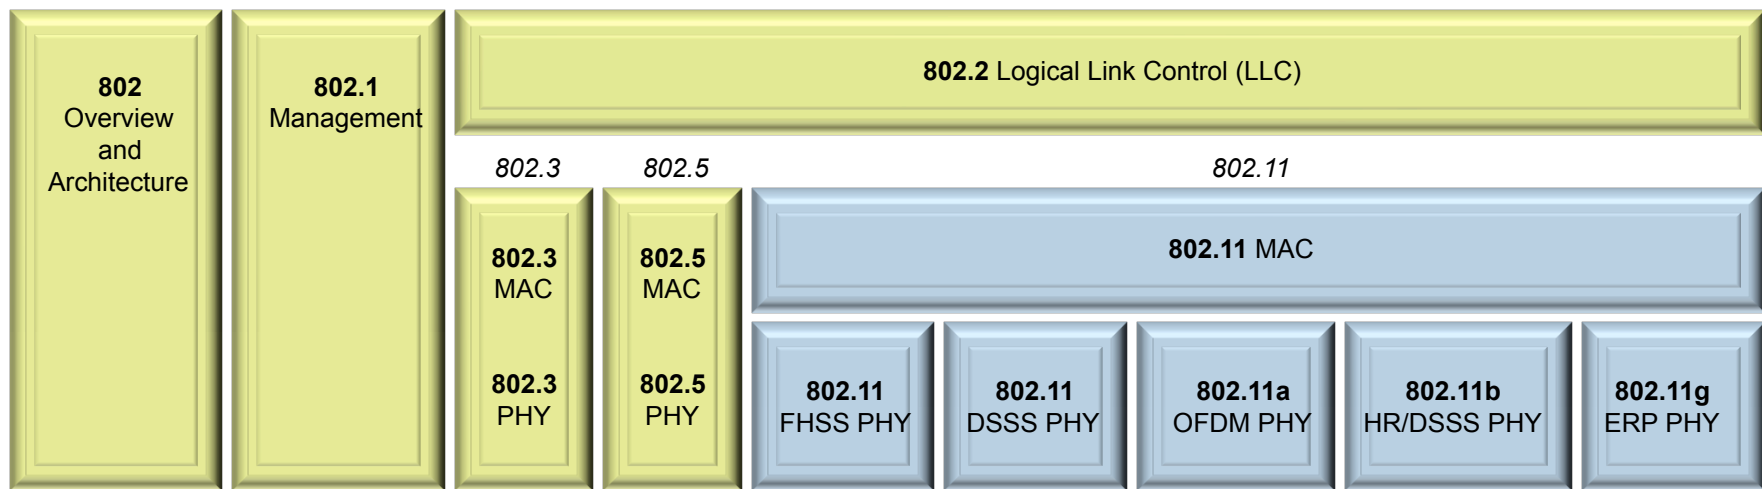 802
Overview
and
Architecture
802.1
Management
802.2 Logical Link Control (LLC)
802.3
802.5
802.11
802.3
MAC
802.3
PHY
802.5
MAC
802.5
PHY
802.11 MAC
802.11
FHSS PHY
802.11
DSSS PHY
802.11a
OFDM PHY
802.11b
HR/DSSS PHY
802.11g
ERP PHY